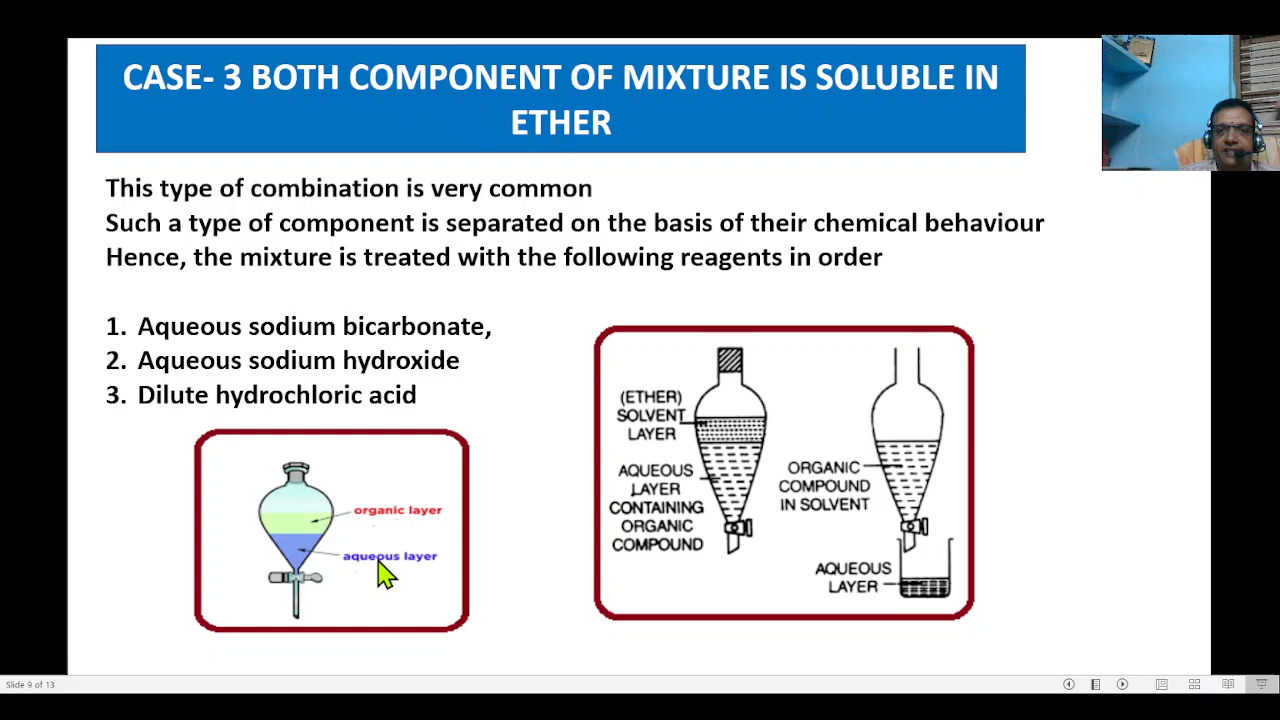 CASE- 3 BOTH COMPONENT OF MIXTURE IS SOLUBLE IN
ETHER
This type of combination is very common
Such a type of component is separated on the basis of their chemical behaviour
Hence, the mixture is treated with the following reagents in order
1. Aqueous sodium bicarbonate,
2. Aqueous sodium hydroxide
3. Dilute hydrochloric acid
organic layer
aqueous layer
(ETHER)
SOLVENT
LAYER
AQUEOUS
LAYER
CONTAINING
ORGANIC
COMPOUND
ORGANIC
COMPOUND
IN SOLVENT
AQUEOUS
LAYER
Slide 9 of 13